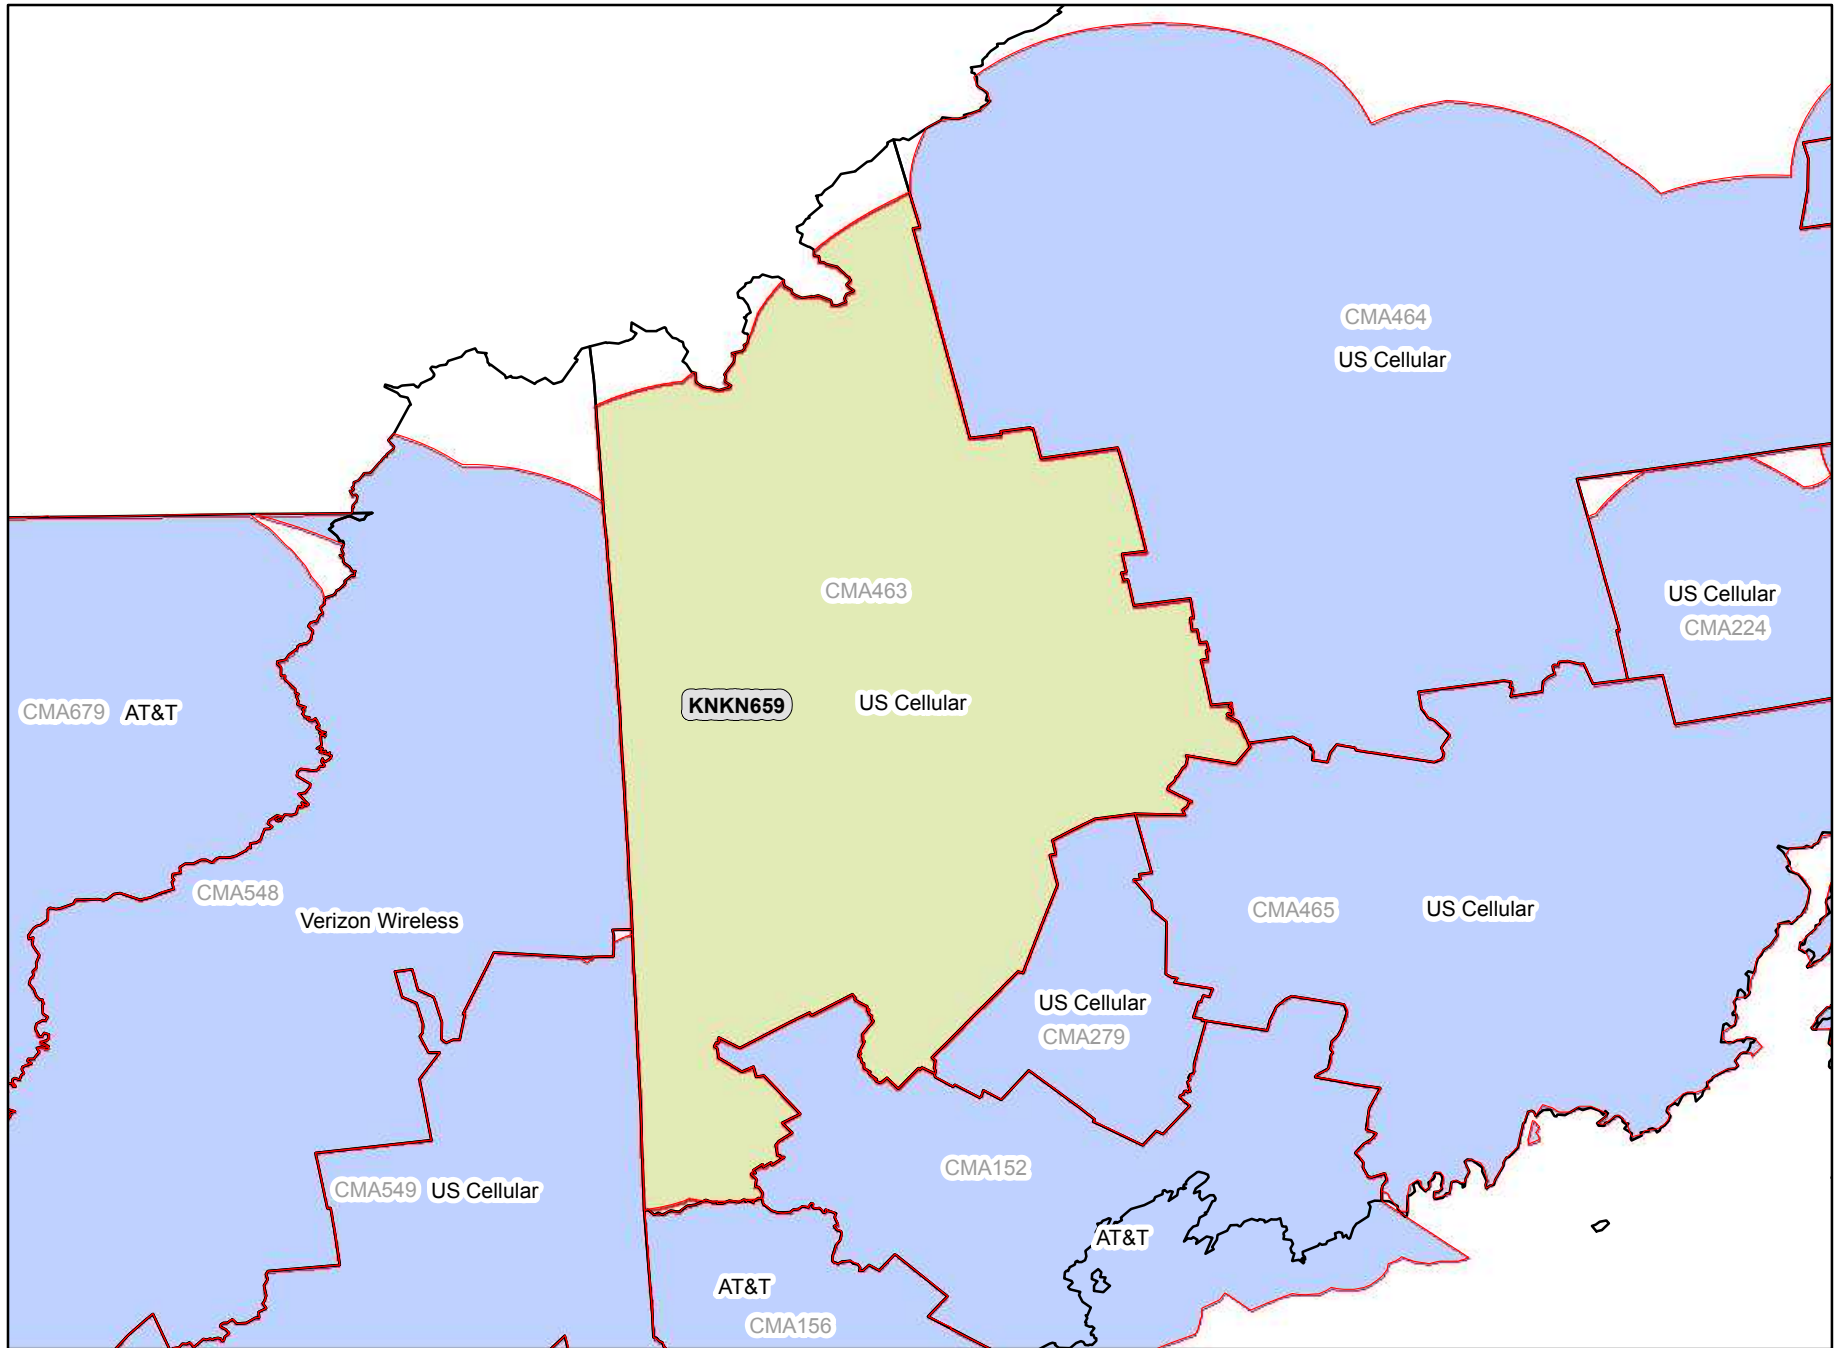 CMA464
US Cellular
CMA463
US Cellular
CMA224
KNKN659
US Cellular
CMA679
AT&T
CMA548
Verizon Wireless
CMA465
US Cellular
US Cellular
CMA279
CMA152
CMA549
US Cellular
AT&T
AT&T
CMA156